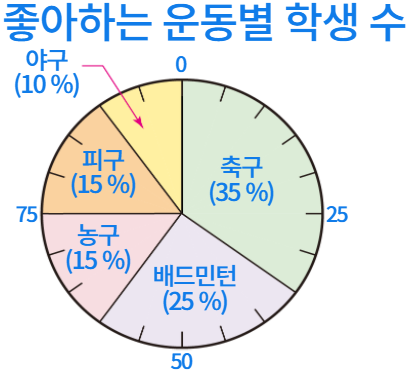 좋아하는 운동별 학생 수
야구
(10 %)
0
축구
(35 %)
피구
(15 %)
75
25
농구
(15 %)
배드민턴
(25 %)
50